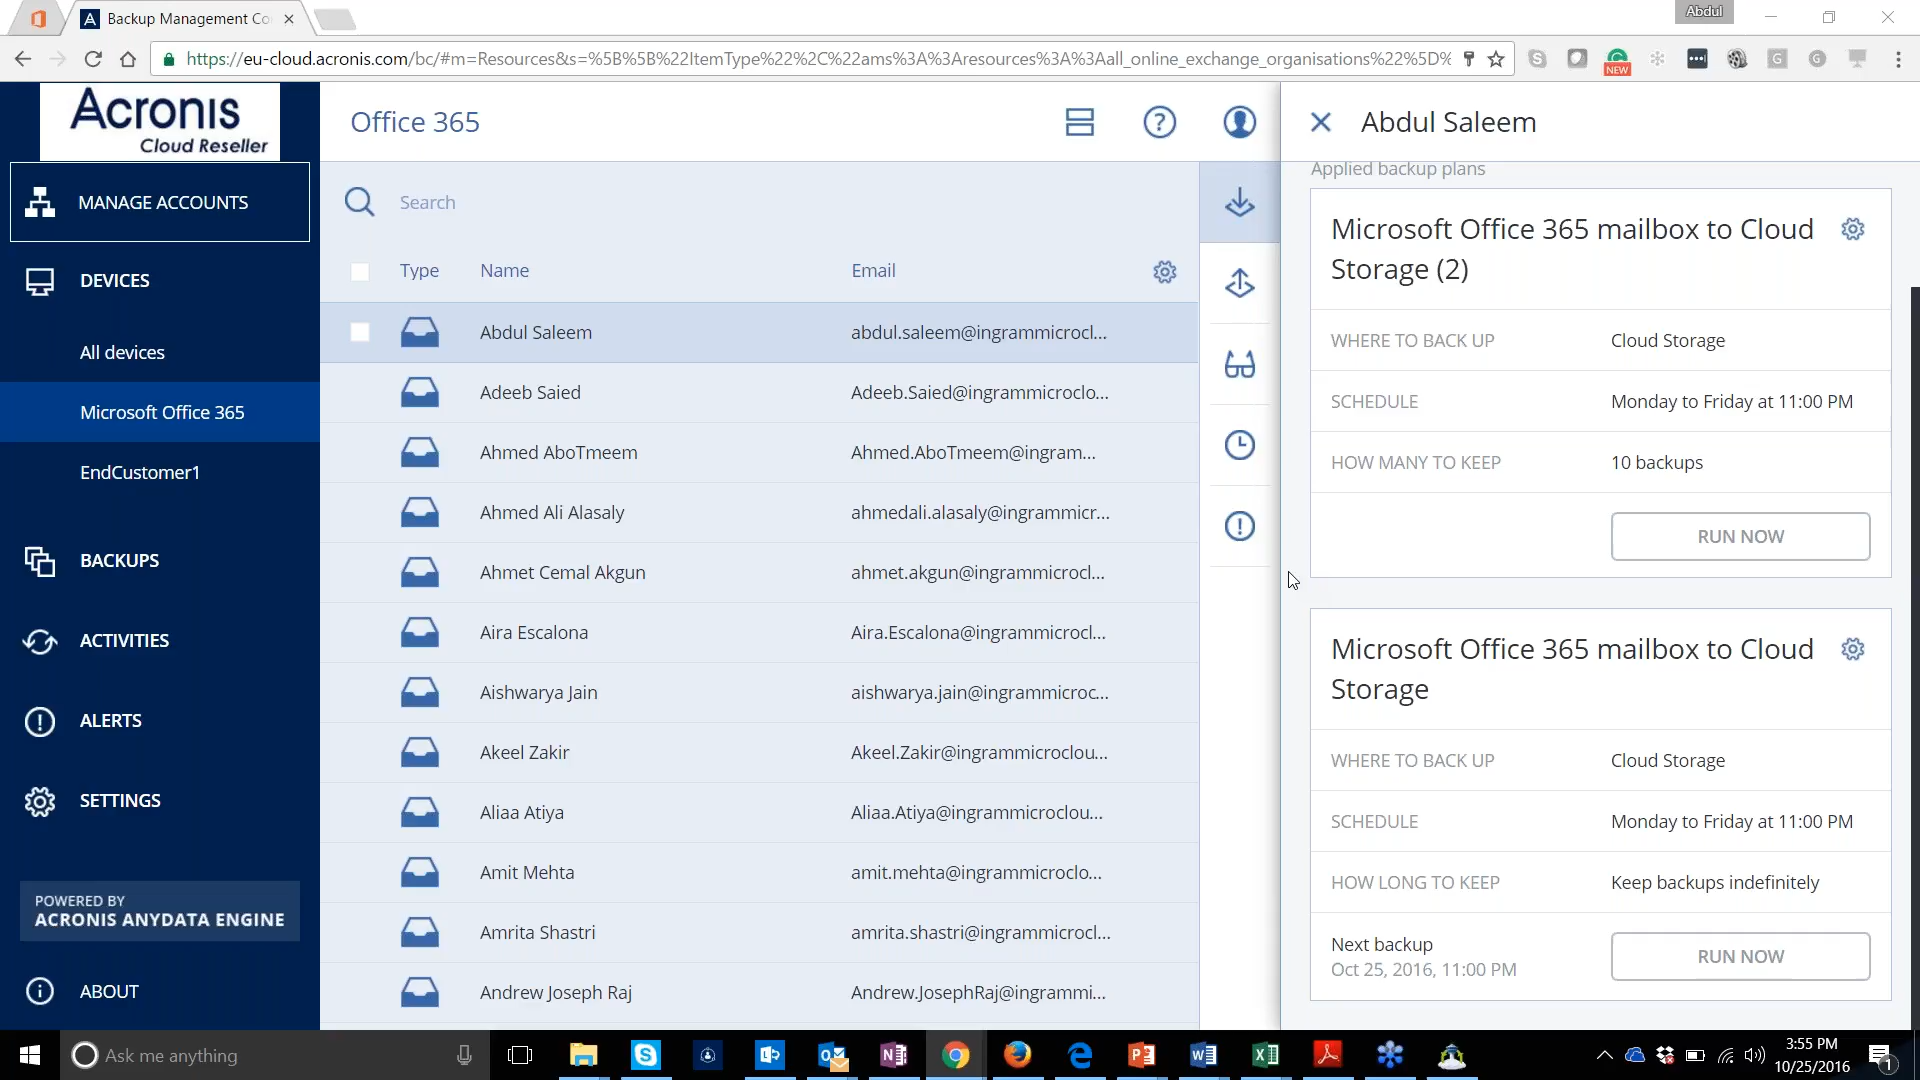 Backup Management Co
Abdul
https://eu-cloud.acronis.com/bc/#m=Resources&s=%5B%5B%22ItemType%22%2C%22ams%3A%3Aresources%3A%3Aall_online_exchange_organisations%22%5D%
NEW
Acronis
Cloud Reseller
MANAGE ACCOUNTS
DEVICES
All devices
Microsoft Office 365
EndCustomer1
BACKUPS
ACTIVITIES
ALERTS
SETTINGS
POWERED BY
ACRONIS ANYDATA ENGINE
ABOUT
Office 365
Search
Type Name Email
Abdul Saleem abdul.saleem@ingrammicrocl...
Adeeb Saied Adeeb.Saied@ingrammicroclo...
Ahmed AboTmeem Ahmed.AboTmeem@ingram...
Ahmed Ali Alasaly ahmedali.alasaly@ingrammicr...
Ahmet Cemal Akgun ahmet.akgun@ingrammicrocl...
Aira Escalona Aira.Escalona@ingrammicrocl...
Aishwarya Jain aishwarya.jain@ingrammicroc...
Akeel Zakir Akeel.Zakir@ingrammicroclou...
Aliaa Atiya Aliaa.Atiya@ingrammicroclou...
Amit Mehta amit.mehta@ingrammicroclo...
Amrita Shastri amrita.shastri@ingrammicrocl...
Andrew Joseph Raj Andrew.JosephRaj@ingrammi...
Abdul Saleem
Applied backup plans
Microsoft Office 365 mailbox to Cloud
Storage (2)
WHERE TO BACK UP Cloud Storage
SCHEDULE Monday to Friday at 11:00 PM
HOW MANY TO KEEP 10 backups
RUN NOW
Microsoft Office 365 mailbox to Cloud
Storage
WHERE TO BACK UP Cloud Storage
SCHEDULE Monday to Friday at 11:00 PM
HOW LONG TO KEEP Keep backups indefinitely
Next backup
Oct 25, 2016, 11:00 PM
RUN NOW
Ask me anything
3:55 PM
10/25/2016
1